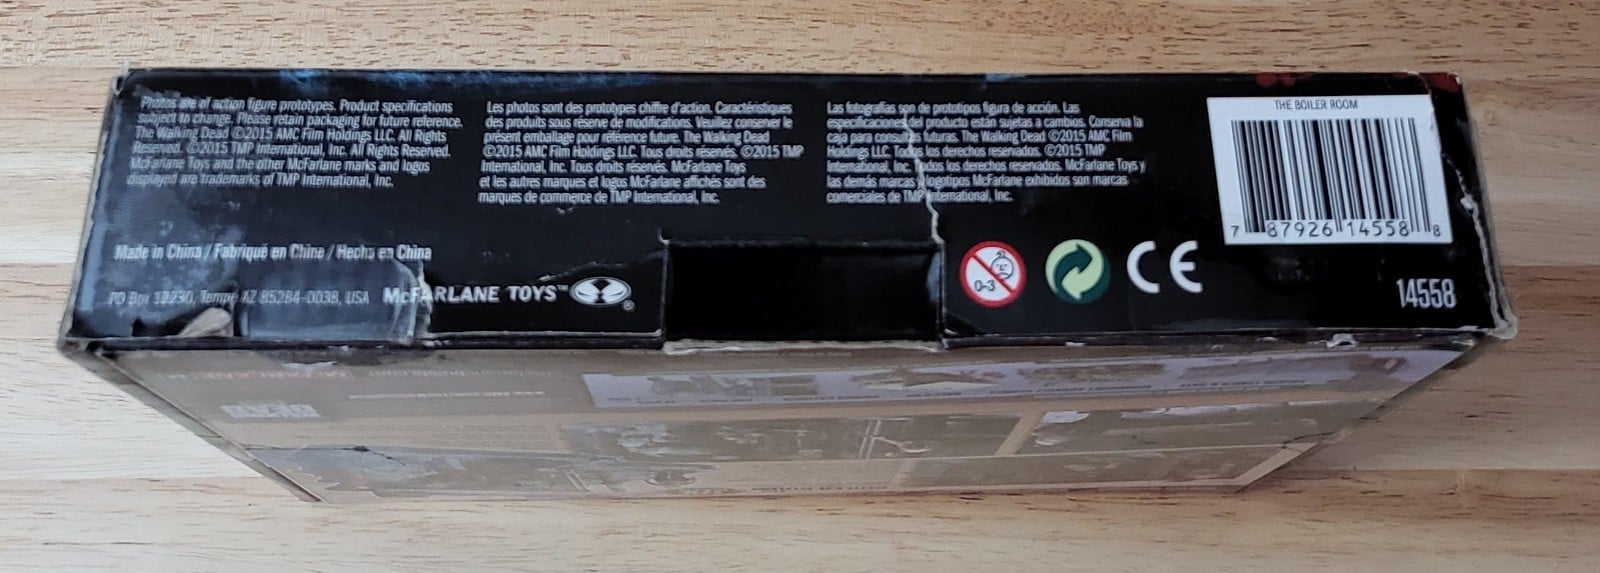 Photos are of action figure prototypes. Product specifications
subject to change. Please retain packaging for future reference.
The Walking Dead ©2015 AMC Film Holdings LLC. All Rights
Reserved. ©2015 TMP International, Inc. All Rights Reserved.
McFarlane Toys and the other McFarlane marks and logos
displayed are trademarks of TMP International, Inc.
Les photos sont des prototypes chiffre d'action. Caractéristiques
des produits sous réserve de modifications. Veuillez conserver le
présent emballage pour référence future. The Walking Dead
©2015 AMC Film Holdings LLC. Tous droits réservés. ©2015 TMP
International, Inc. Tous droits réservés. McFarlane Toys
et les autres marques et logos McFarlane affichés sont des
marques de commerce de TMP International, Inc.
Las fotografías son de prototipos figura de acción. Las
especificaciones del producto están sujetas a cambios. Conserva la
caja para consultas futuras. The Walking Dead ©2015 AMC Film
Holdings LLC. Todos los derechos reservados. ©2015 TMP
International, Inc. Todos los derechos reservados. McFarlane Toys y
las demás marcas y logotipos McFarlane exhibidos son marcas
comerciales de TMP International, Inc.
THE BOILER ROOM
7 87926 14558 8
Made in China / Fabriqué en Chine / Hecho en China
PO Box 12230, Tempe AZ 85284-0038, USA
McFARLANE TOYS™ ®
0-3
CE
14558